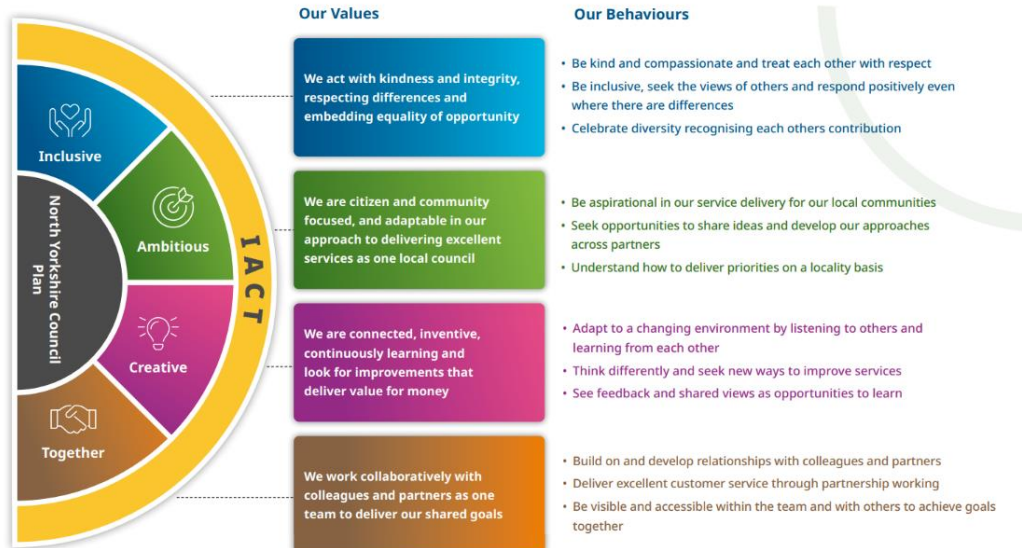 Our Values
Our Behaviours
Inclusive
Ambitious
Creative
Together
North Yorkshire Council
Plan
IACT
We act with kindness and integrity,
respecting differences and
embedding equality of opportunity
• Be kind and compassionate and treat each other with respect
• Be inclusive, seek the views of others and respond positively even
where there are differences
• Celebrate diversity recognising each others contribution
We are citizen and community
focused, and adaptable in our
approach to delivering excellent
services as one local council
• Be aspirational in our service delivery for our local communities
• Seek opportunities to share ideas and develop our approaches
across partners
• Understand how to deliver priorities on a locality basis
We are connected, inventive,
continuously learning and
look for improvements that
deliver value for money
• Adapt to a changing environment by listening to others and
learning from each other
• Think differently and seek new ways to improve services
• See feedback and shared views as opportunities to learn
We work collaboratively with
colleagues and partners as one
team to deliver our shared goals
• Build on and develop relationships with colleagues and partners
• Deliver excellent customer service through partnership working
• Be visible and accessible within the team and with others to achieve goals
together